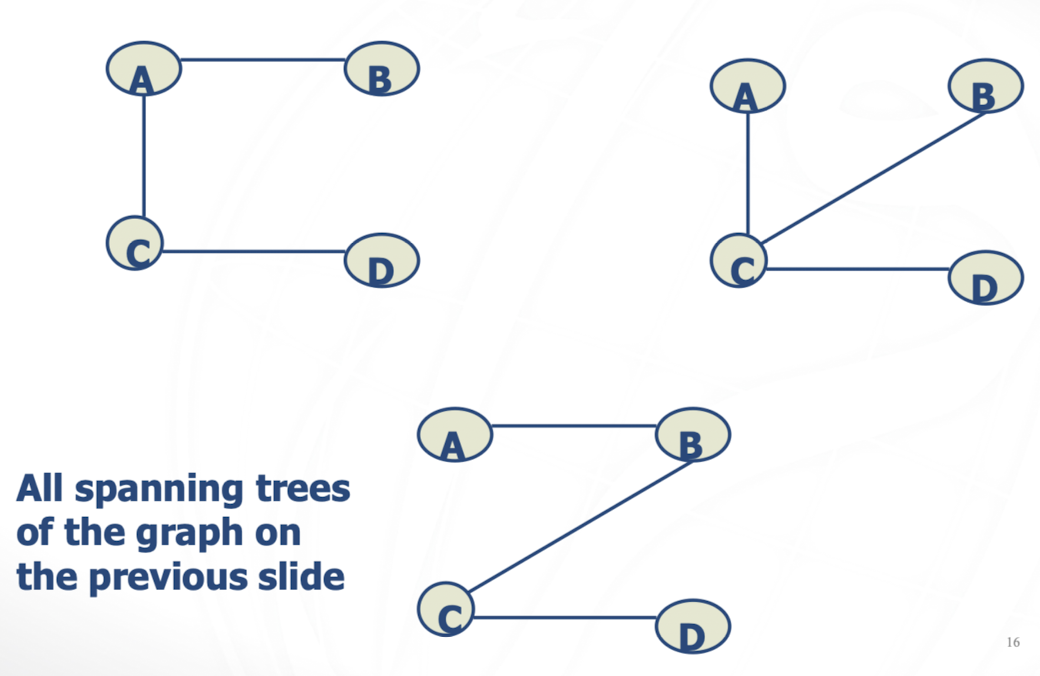 A
B
C
D
A
B
C
D
A
B
C
D
All spanning trees
of the graph on
the previous slide
16